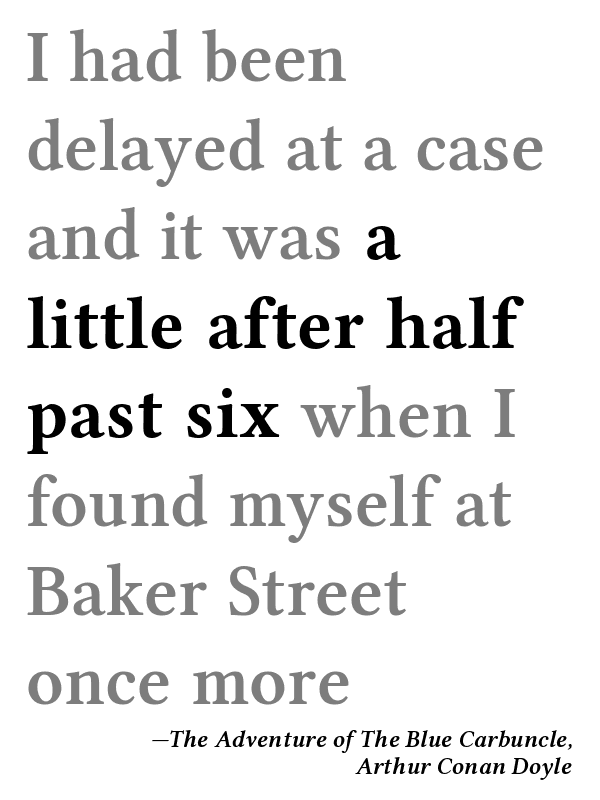 I had been
delayed at a case
and it was a
little after half
past six when I
found myself at
Baker Street
once more
—The Adventure of The Blue Carbuncle,
Arthur Conan Doyle